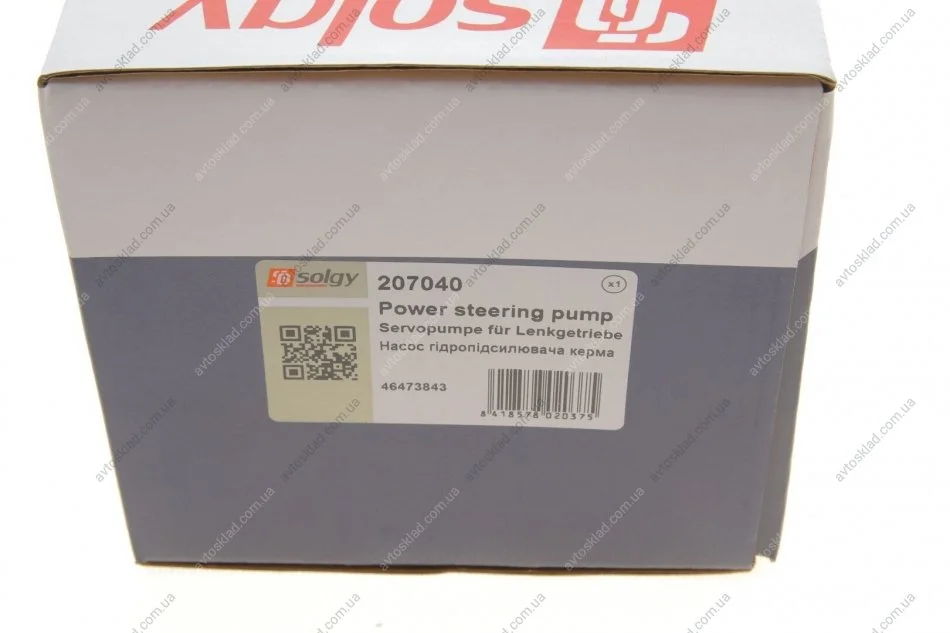 solgy
solgy
207040
x1
Power steering pump
Servopumpe für Lenkgetriebe
Насос гідропідсилювача керма
46473843
8 418578 020375
avtosklad.com.ua